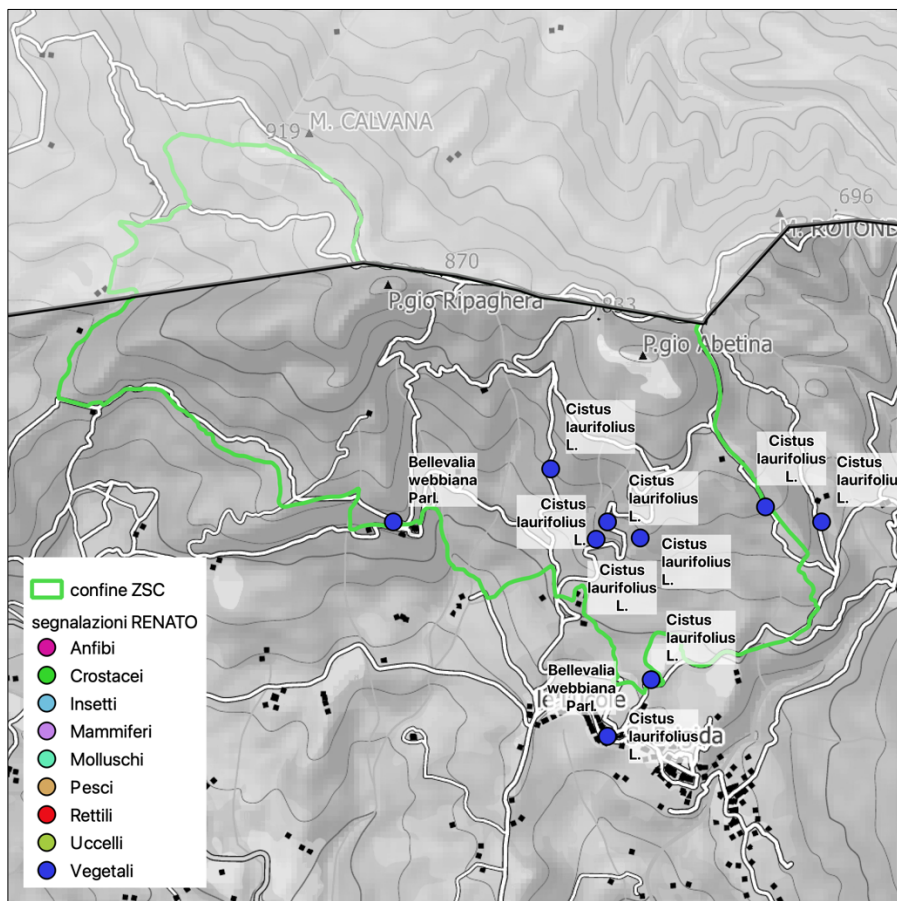 919
M. CALVANA
696
M. ROTOND
870
P.gio Ripaghera
833
P.gio Abetina
Cistus
laurifolius
L.
Cistus
laurifolius
L.
Cistus
laurifolius
L.
Bellevalia
webbiana
Parl.
Cistus
laurifolius
L.
Cistus
laurifolius
L.
Cistus
laurifolius
L.
Cistus
laurifolius
L.
Cistus
laurifolius
L.
Bellevalia
webbiana
Parl.
Cistus
laurifolius
L.
confine ZSC
segnalazioni RENATO
Anfibi
Crostacei
Insetti
Mammiferi
Molluschi
Pesci
Rettili
Uccelli
Vegetali